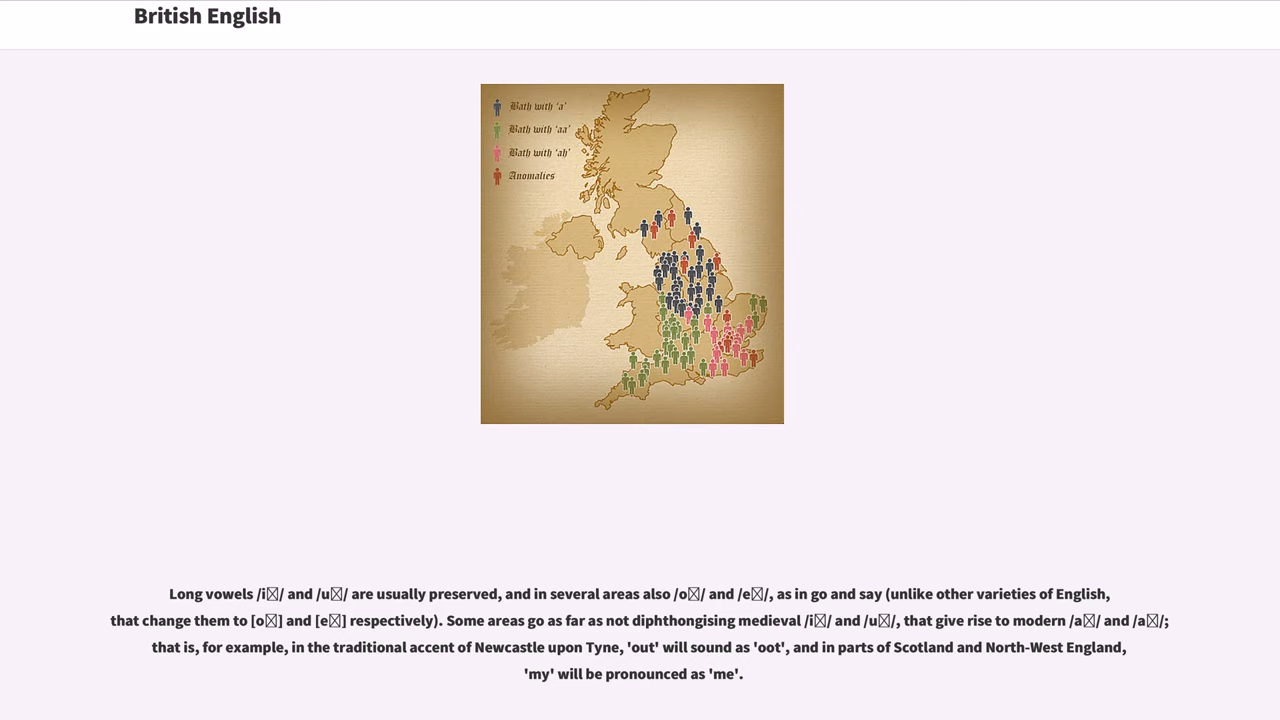 British English
Bath with 'a'
Bath with 'aa'
Bath with 'ah'
Anomalies
Long vowels /i□/ and /u□/ are usually preserved, and in several areas also /o□/ and /e□/, as in go and say (unlike other varieties of English,
that change them to [o□] and [e□] respectively). Some areas go as far as not diphthongising medieval /i□/ and /u□/, that give rise to modern /a□/ and /a□/;
that is, for example, in the traditional accent of Newcastle upon Tyne, 'out' will sound as 'oot', and in parts of Scotland and North-West England,
'my' will be pronounced as 'me'.